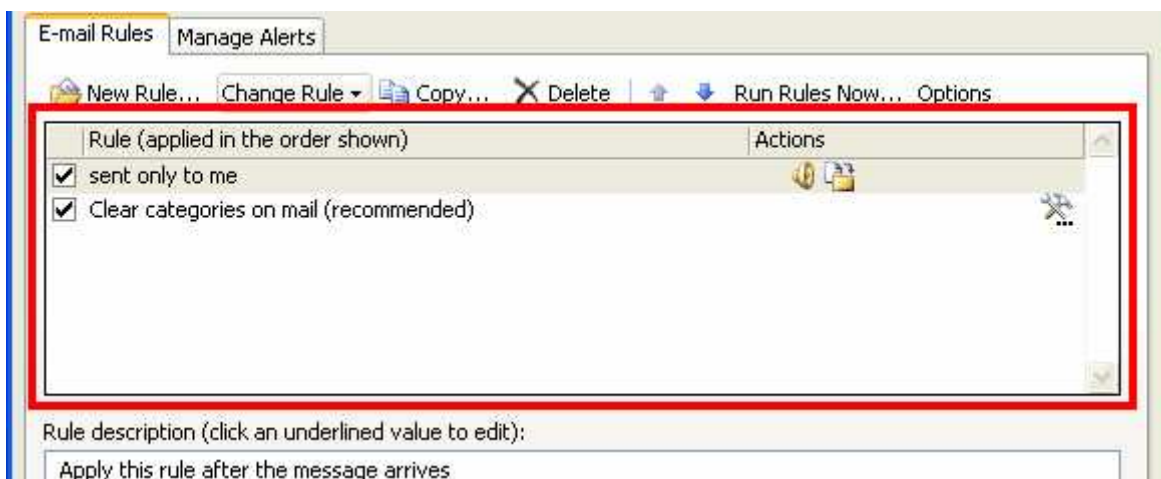 E-mail Rules Manage Alerts
New Rule... Change Rule Copy... Delete Run Rules Now... Options
Rule (applied in the order shown) Actions
sent only to me
Clear categories on mail (recommended)
Rule description (click an underlined value to edit):
Apply this rule after the message arrives